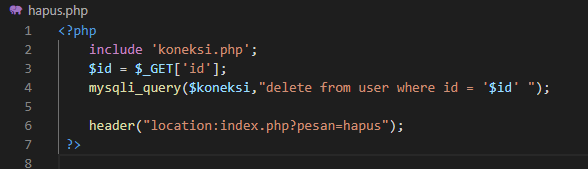 hapus.php
1 <?php
2 include 'koneksi.php';
3 $id = $_GET['id'];
4 mysqli_query($koneksi,"delete from user where id = '$id' ");
5
6 header("location:index.php?pesan=hapus");
7 ?>
8